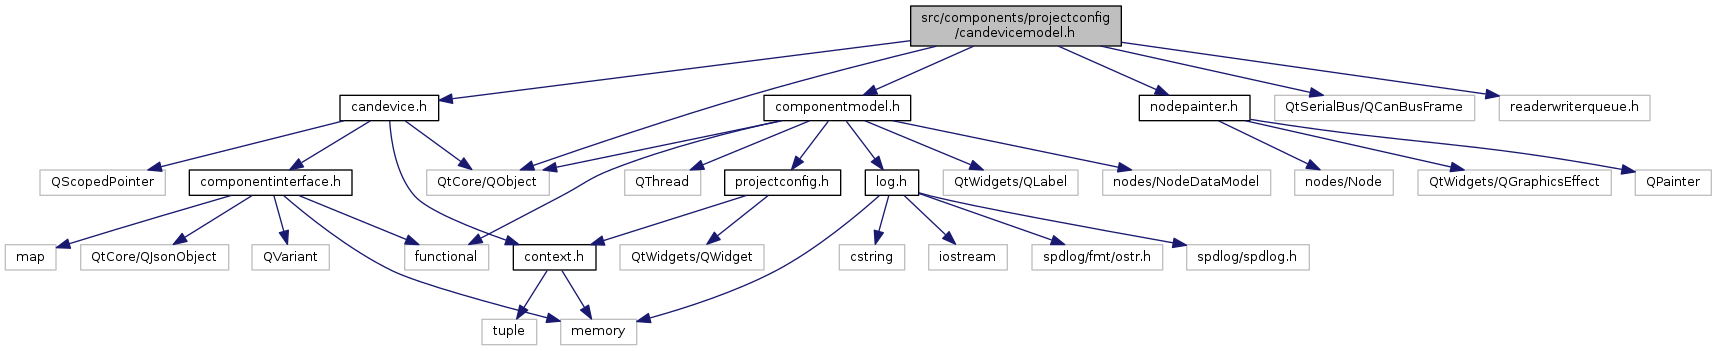 src/components/projectconfig
/candevicemodel.h
candevice.h
componentmodel.h
nodepainter.h
QtSerialBus/QCanBusFrame
readerwriterqueue.h
QScopedPointer
componentinterface.h
QtCore/QObject
QThread
projectconfig.h
log.h
QtWidgets/QLabel
nodes/NodeDataModel
nodes/Node
QtWidgets/QGraphicsEffect
QPainter
map
QtCore/QJsonObject
QVariant
functional
context.h
QtWidgets/QWidget
cstring
iostream
spdlog/fmt/ostr.h
spdlog/spdlog.h
tuple
memory